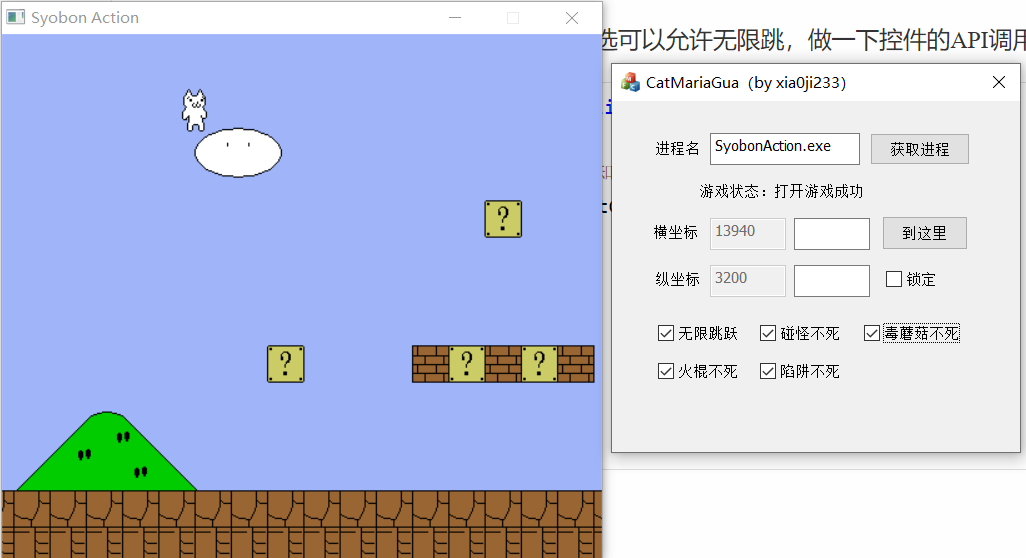 Syobon Action
选可以允许无限跳，做一下控件的API调用
CatMariaGua（by xia0ji233）
进程名 SyobonAction.exe 获取进程
游戏状态：打开游戏成功
横坐标 13940 到这里
纵坐标 3200 锁定
无限跳跃 碰怪不死 毒蘑菇不死
火棍不死 陷阱不死
?
? ? ?